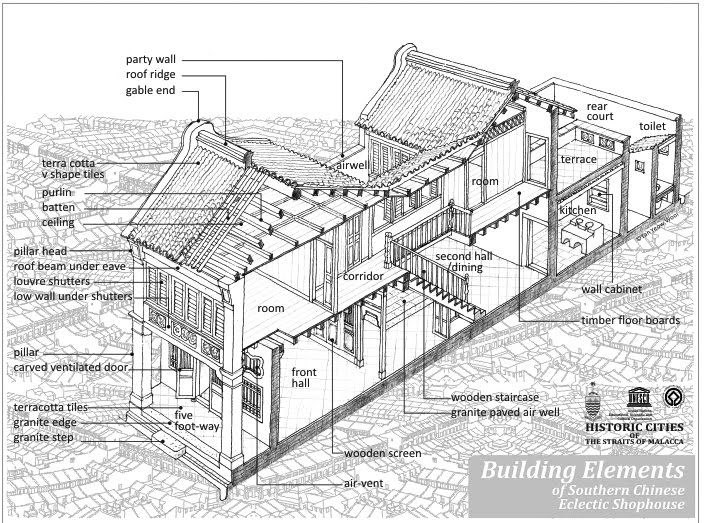 party wall
roof ridge
gable end
rear
court
toilet
airwell
terra cotta
v shape tiles
terrace
room
purlin
batten
ceiling
kitchen
pillar head
roof beam under eave
louvre shutters
low wall under shutters
second hall
/dining
corridor
wall cabinet
room
timber floor boards
pillar
carved ventilated door
front
hall
wooden staircase
granite paved air well
terracotta tiles
granite edge
granite step
five
foot-way
wooden screen
air-vent
UNESCO
HISTORIC CITIES
OF THE STRAITS OF MALACCA
Building Elements
of Southern Chinese
Eclectic Shophouse